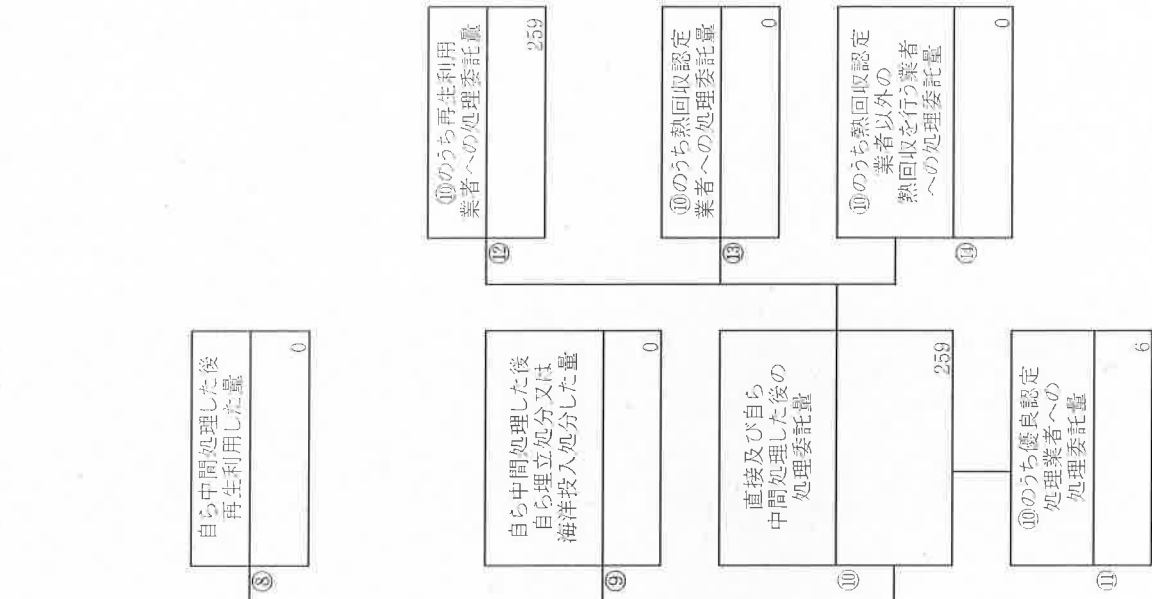 ⑧
自ら中間処理した後
再生利用した量
0
⑨
自ら中間処理した後
自ら埋立処分又は
海洋投入処分した量
0
⑩
直接及び自ら
中間処理した後の
処理委託量
259
⑪
⑩のうち優良認定
処理業者への
処理委託量
6
⑫
⑩のうち再生利用
業者への処理委託量
259
⑬
⑩のうち熱回収認定
業者への処理委託量
0
⑭
⑩のうち熱回収認定
業者以外の
熱回収を行う業者
への処理委託量
0